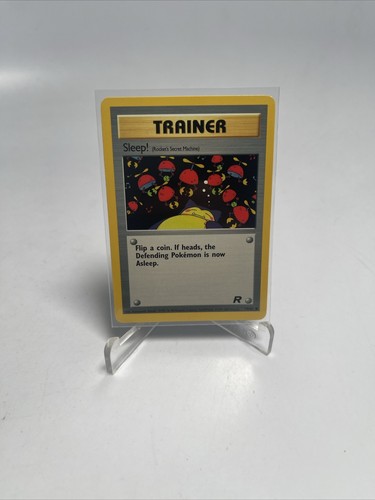 TRAINER
Sleep! (Rocket's Secret Machine)
Flip a coin. If heads, the
Defending Pokémon is now
Asleep.
R